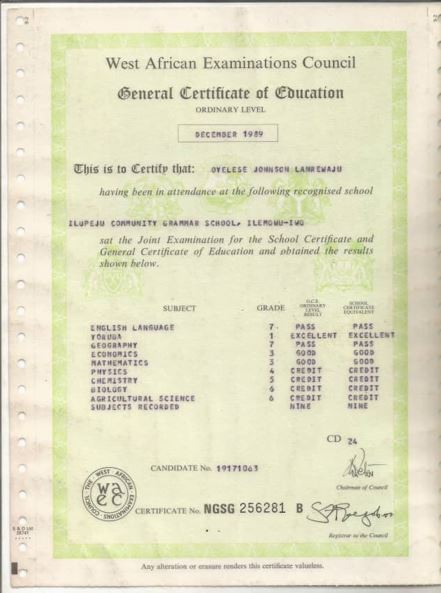 West African Examinations Council
General Certificate of Education
ORDINARY LEVEL
DECEMBER 1989
This is to Certify that: OYELESE JOHNSON LANREWAJU
having been in attendance at the following recognised school
ILUPEJU COMMUNITY GRAMMAR SCHOOL, ILEMOWU-IWO
sat the Joint Examination for the School Certificate and
General Certificate of Education and obtained the results
shown below.
SUBJECT GRADE G.C.E. ORDINARY LEVEL RESULT SCHOOL CERTIFICATE EQUIVALENT
ENGLISH LANGUAGE 7 PASS PASS
YORUBA 1 EXCELLENT EXCELLENT
GEOGRAPHY 7 PASS PASS
ECONOMICS 3 GOOD GOOD
MATHEMATICS 3 GOOD GOOD
PHYSICS 4 CREDIT CREDIT
CHEMISTRY 5 CREDIT CREDIT
BIOLOGY 6 CREDIT CREDIT
AGRICULTURAL SCIENCE 6 CREDIT CREDIT
SUBJECTS RECORDED NINE NINE
CD 24
CANDIDATE No. 19171063
Chairman of Council
THE WEST AFRICAN EXAMINATIONS COUNCIL
waec
CERTIFICATE No. NGSG 256281 B
Registrar to the Council
Any alteration or erasure renders this certificate valueless.